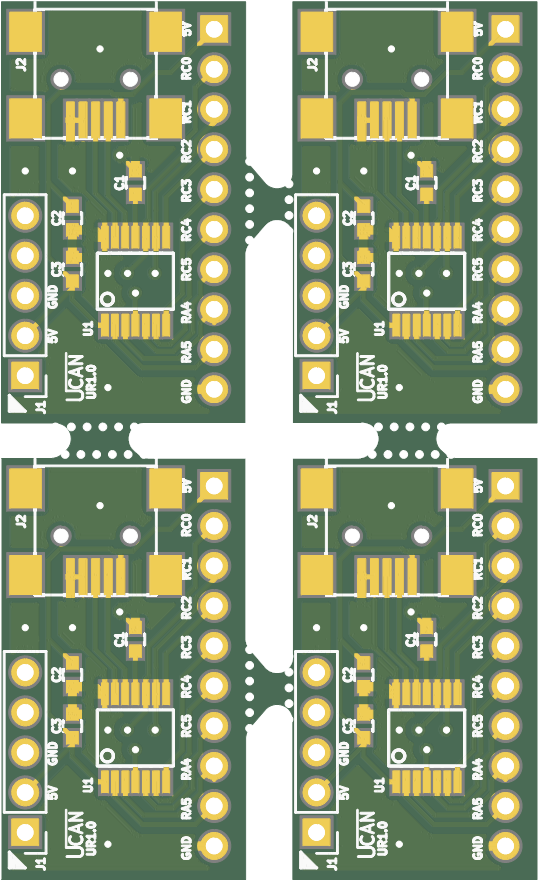 5V
J2
RC0
RC1
RC2
C1
RC3
C2
RC4
C3
RC5
GND
RA4
U1
5V
RA5
UCAN
UR1.0
GND
J1
5V
J2
RC0
RC1
RC2
C1
RC3
C2
RC4
C3
RC5
GND
RA4
U1
5V
RA5
UCAN
UR1.0
GND
J1
5V
J2
RC0
RC1
RC2
C1
RC3
C2
RC4
C3
RC5
GND
RA4
U1
5V
RA5
UCAN
UR1.0
GND
J1
5V
J2
RC0
RC1
RC2
C1
RC3
C2
RC4
C3
RC5
GND
RA4
U1
5V
RA5
UCAN
UR1.0
GND
J1